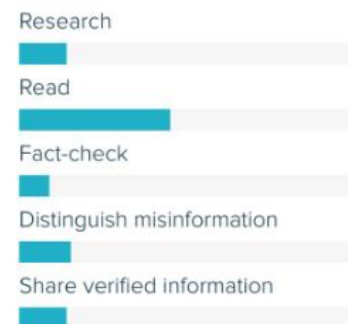 Research
Read
Fact-check
Distinguish misinformation
Share verified information